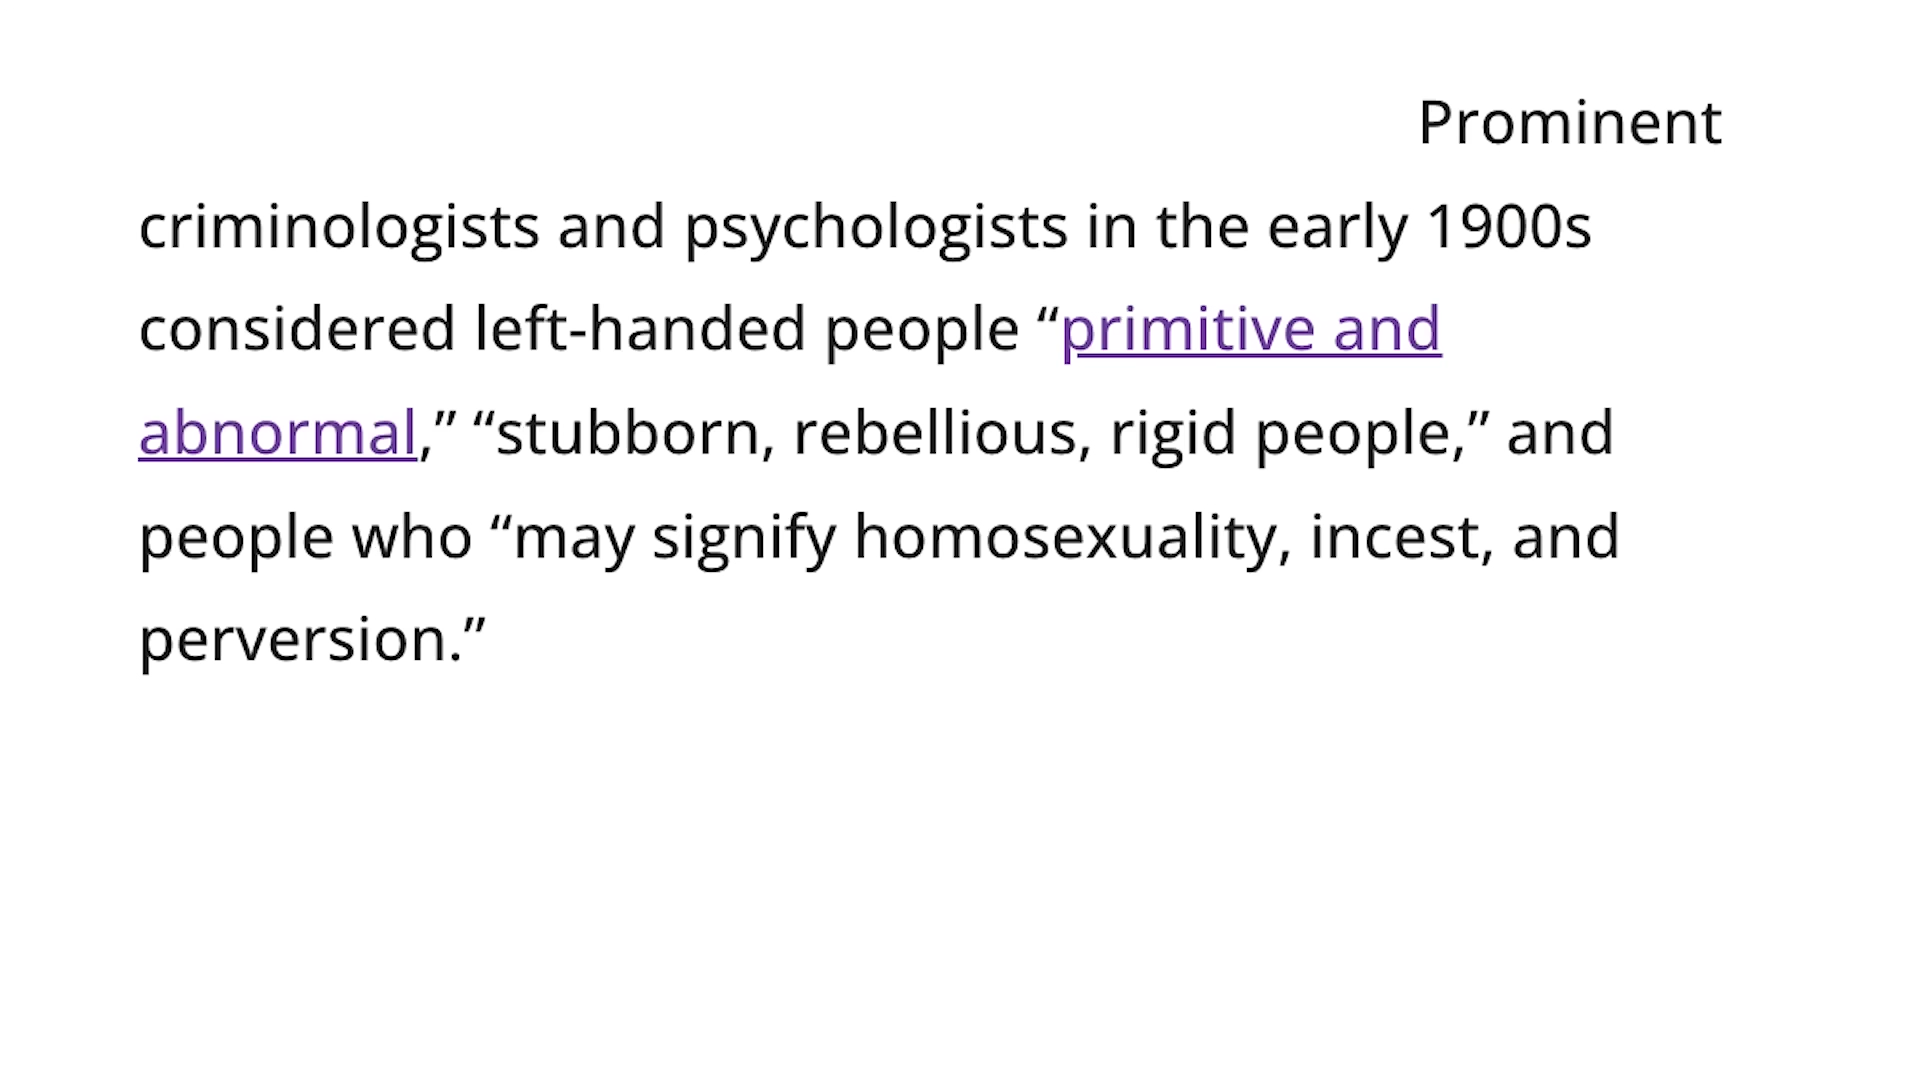 Prominent
criminologists and psychologists in the early 1900s
considered left-handed people “primitive and
abnormal,” “stubborn, rebellious, rigid people,” and
people who “may signify homosexuality, incest, and
perversion.”